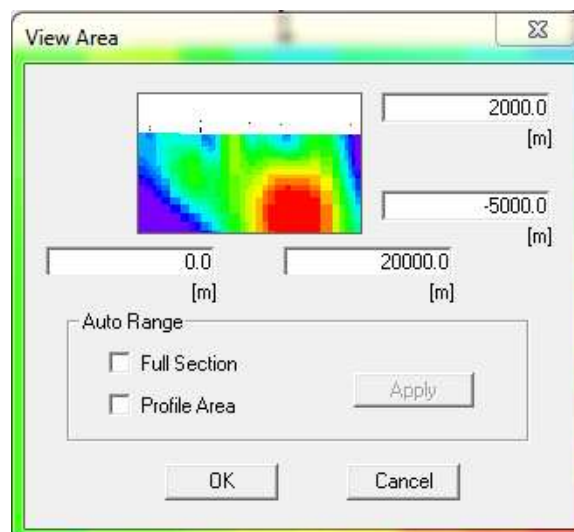 View Area
2000.0
[m]
-5000.0
[m]
0.0
20000.0
[m]
[m]
Auto Range
Full Section
Profile Area
Apply
OK
Cancel